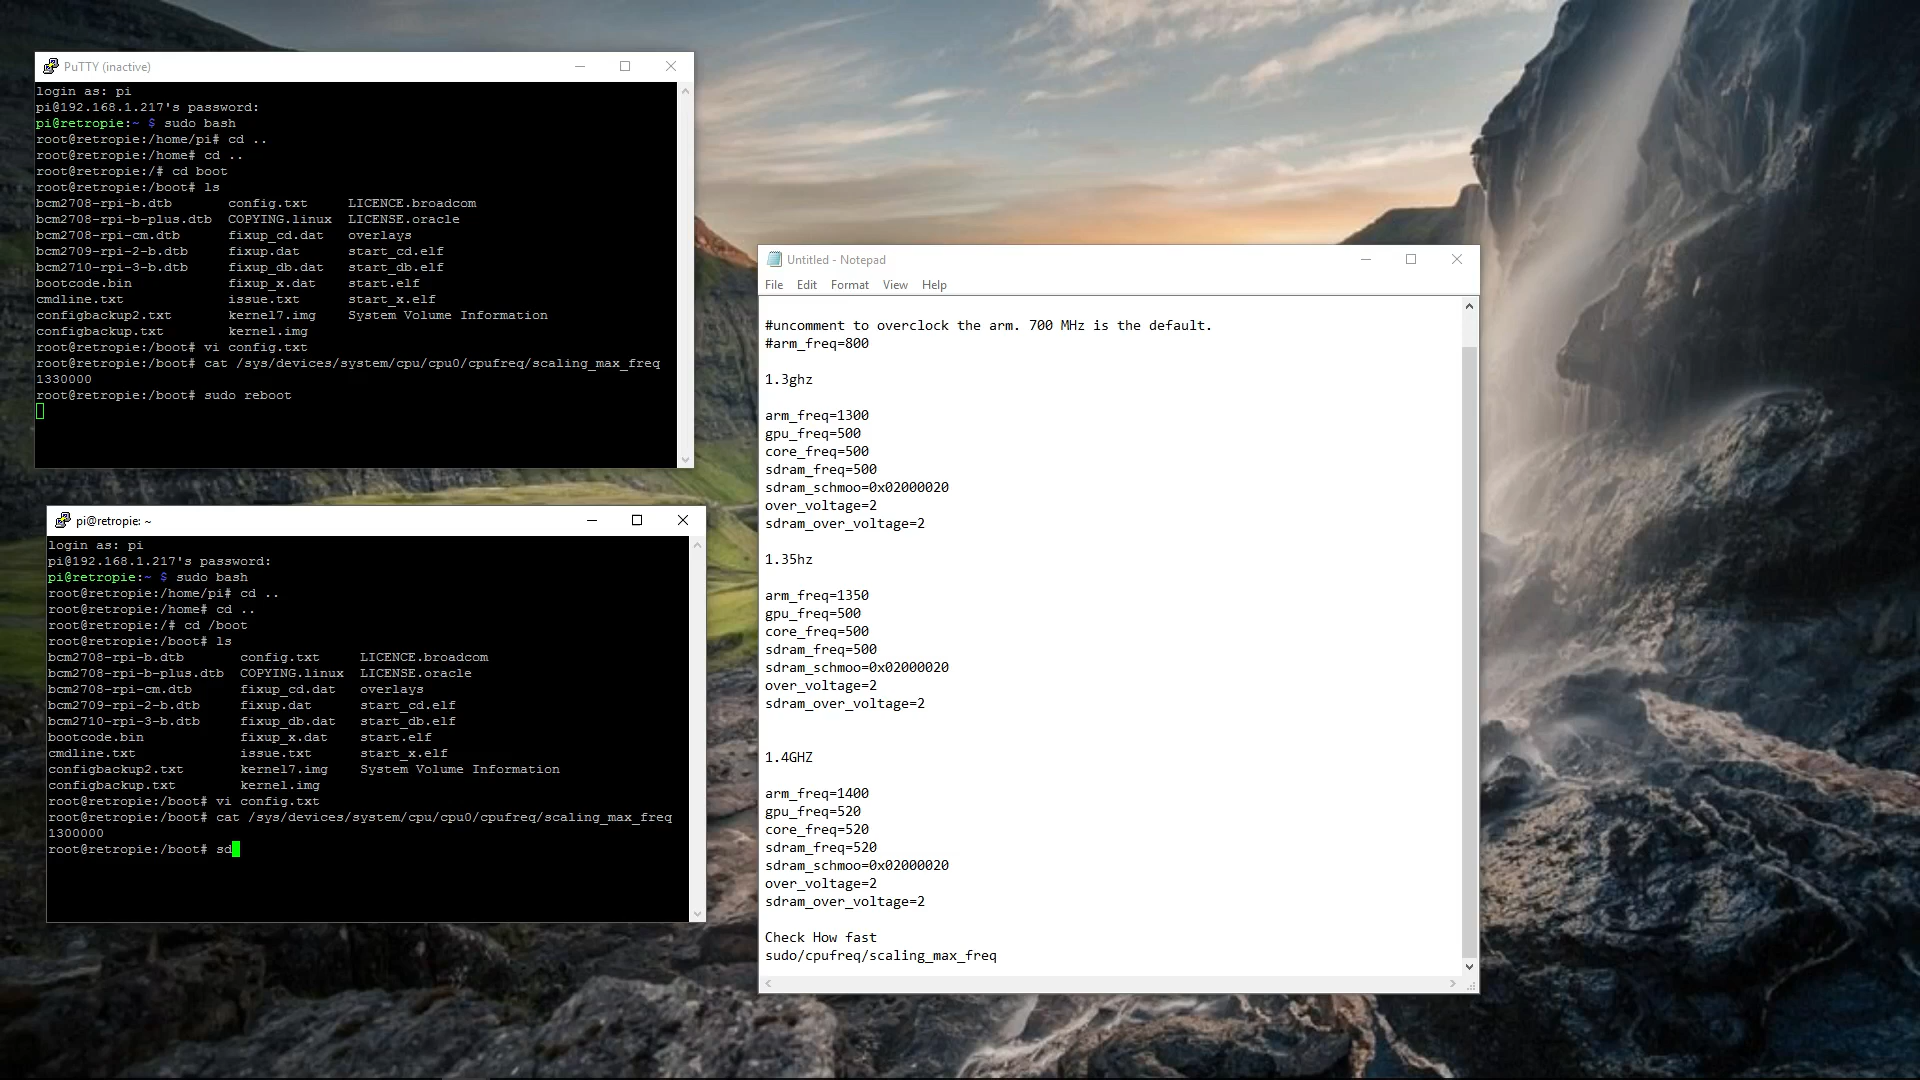 PuTTY (inactive)
login as: pi
pi@192.168.1.217's password:
pi@retropie:~ $ sudo bash
root@retropie:/home/pi# cd ..
root@retropie:/home# cd ..
root@retropie:/# cd boot
root@retropie:/boot# ls
bcm2708-rpi-b.dtb config.txt LICENCE.broadcom
bcm2708-rpi-b-plus.dtb COPYING.linux LICENSE.oracle
bcm2708-rpi-cm.dtb fixup_cd.dat overlays
bcm2709-rpi-2-b.dtb fixup.dat start_cd.elf
bcm2710-rpi-3-b.dtb fixup_db.dat start_db.elf
bootcode.bin fixup_x.dat start.elf
cmdline.txt issue.txt start_x.elf
configbackup2.txt kernel7.img System Volume Information
configbackup.txt kernel.img
root@retropie:/boot# vi config.txt
root@retropie:/boot# cat /sys/devices/system/cpu/cpu0/cpufreq/scaling_max_freq
1330000
root@retropie:/boot# sudo reboot
pi@retropie: ~
login as: pi
pi@192.168.1.217's password:
pi@retropie:~ $ sudo bash
root@retropie:/home/pi# cd ..
root@retropie:/home# cd ..
root@retropie:/# cd /boot
root@retropie:/boot# ls
bcm2708-rpi-b.dtb config.txt LICENCE.broadcom
bcm2708-rpi-b-plus.dtb COPYING.linux LICENSE.oracle
bcm2708-rpi-cm.dtb fixup_cd.dat overlays
bcm2709-rpi-2-b.dtb fixup.dat start_cd.elf
bcm2710-rpi-3-b.dtb fixup_db.dat start_db.elf
bootcode.bin fixup_x.dat start.elf
cmdline.txt issue.txt start_x.elf
configbackup2.txt kernel7.img System Volume Information
configbackup.txt kernel.img
root@retropie:/boot# vi config.txt
root@retropie:/boot# cat /sys/devices/system/cpu/cpu0/cpufreq/scaling_max_freq
1300000
root@retropie:/boot# sd
Untitled - Notepad
File Edit Format View Help
#uncomment to overclock the arm. 700 MHz is the default.
#arm_freq=800
1.3ghz
arm_freq=1300
gpu_freq=500
core_freq=500
sdram_freq=500
sdram_schmoo=0x02000020
over_voltage=2
sdram_over_voltage=2
1.35hz
arm_freq=1350
gpu_freq=500
core_freq=500
sdram_freq=500
sdram_schmoo=0x02000020
over_voltage=2
sdram_over_voltage=2
1.4GHZ
arm_freq=1400
gpu_freq=520
core_freq=520
sdram_freq=520
sdram_schmoo=0x02000020
over_voltage=2
sdram_over_voltage=2
Check How fast
sudo/cpufreq/scaling_max_freq